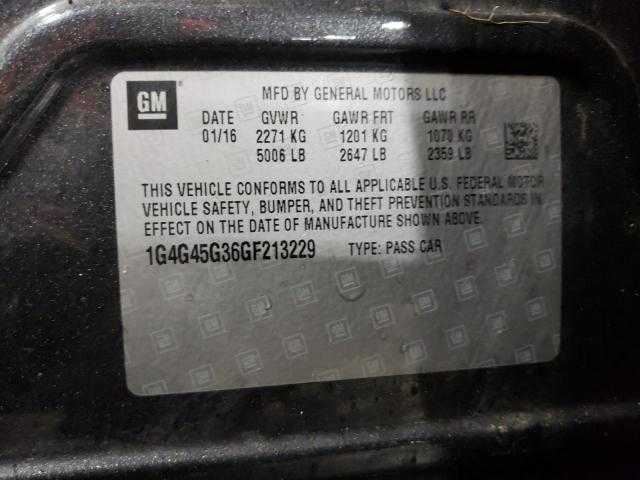 GM
MFD BY GENERAL MOTORS LLC
DATE GVWR GAWR FRT GAWR RR
01/16 2271 KG 1201 KG 1070 KG
5006 LB 2647 LB 2359 LB
THIS VEHICLE CONFORMS TO ALL APPLICABLE U.S. FEDERAL MOTOR
VEHICLE SAFETY, BUMPER, AND THEFT PREVENTION STANDARDS IN
EFFECT ON THE DATE OF MANUFACTURE SHOWN ABOVE.
1G4G45G36GF213229 TYPE: PASS CAR